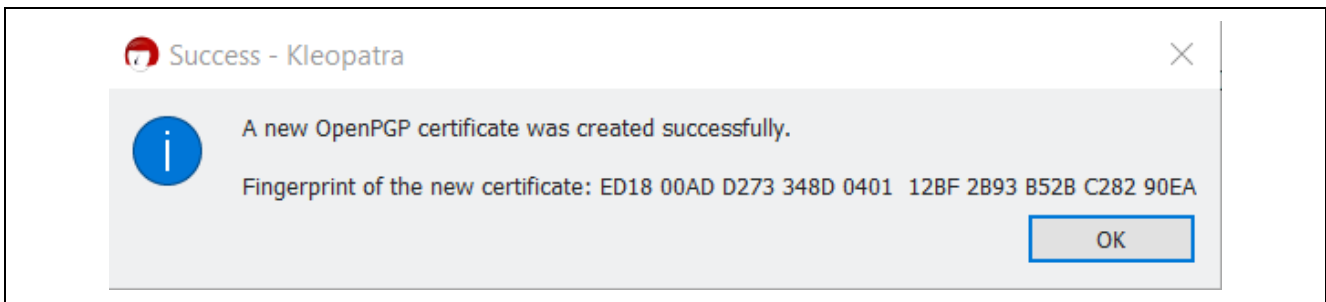 Success - Kleopatra
A new OpenPGP certificate was created successfully.
Fingerprint of the new certificate: ED18 00AD D273 348D 0401  12BF 2B93 B52B C282 90EA
OK